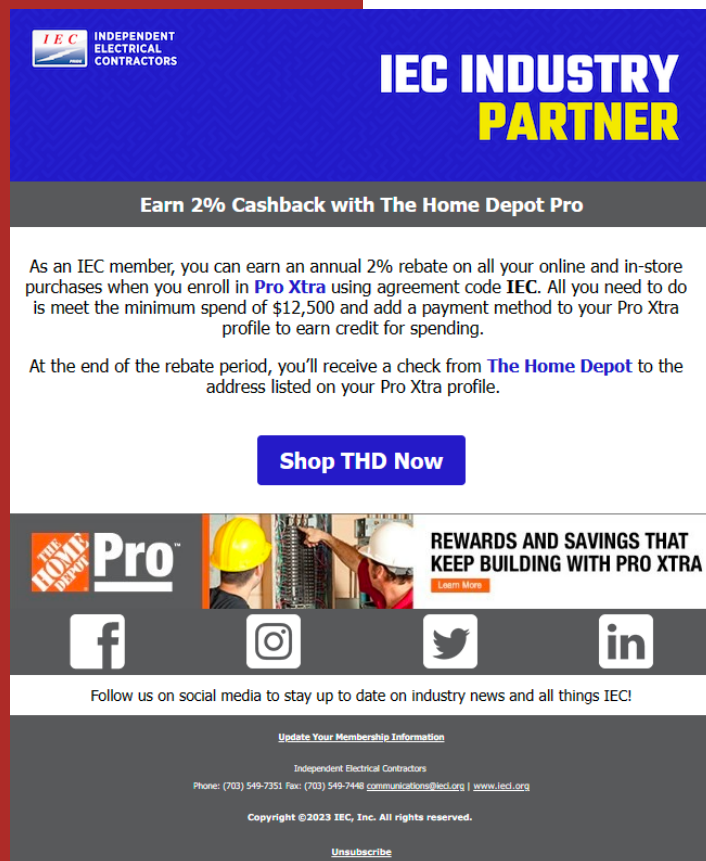 IEC
INDEPENDENT
ELECTRICAL
CONTRACTORS
IEC INDUSTRY
PARTNER
Earn 2% Cashback with The Home Depot Pro
As an IEC member, you can earn an annual 2% rebate on all your online and in-store
purchases when you enroll in Pro Xtra using agreement code IEC. All you need to do
is meet the minimum spend of $12,500 and add a payment method to your Pro Xtra
profile to earn credit for spending.
At the end of the rebate period, you’ll receive a check from The Home Depot to the
address listed on your Pro Xtra profile.
Shop THD Now
THE
HOME
DEPOT
Pro™
REWARDS AND SAVINGS THAT
KEEP BUILDING WITH PRO XTRA
Learn More
Follow us on social media to stay up to date on industry news and all things IEC!
Update Your Membership Information
Independent Electrical Contractors
Phone: (703) 549-7351 Fax: (703) 549-7448 communications@ieci.org | www.ieci.org
Copyright ©2023 IEC, Inc. All rights reserved.
Unsubscribe